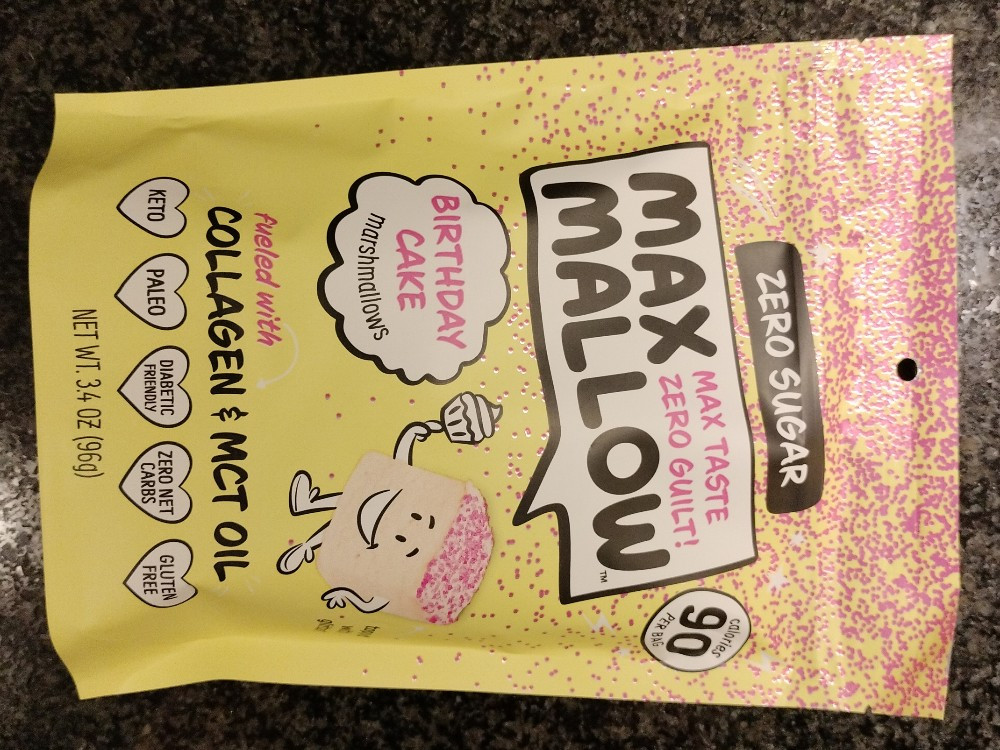 ZERO SUGAR
MAX
MALLOW™
MAX TASTE
ZERO GUILT!
calories
90
PER BAG
BIRTHDAY
CAKE
marshmallows
fueled with
COLLAGEN & MCT OIL
KETO
PALEO
DIABETIC
FRIENDLY
ZERO NET
CARBS
GLUTEN
FREE
NET WT. 3.4 OZ (96g)